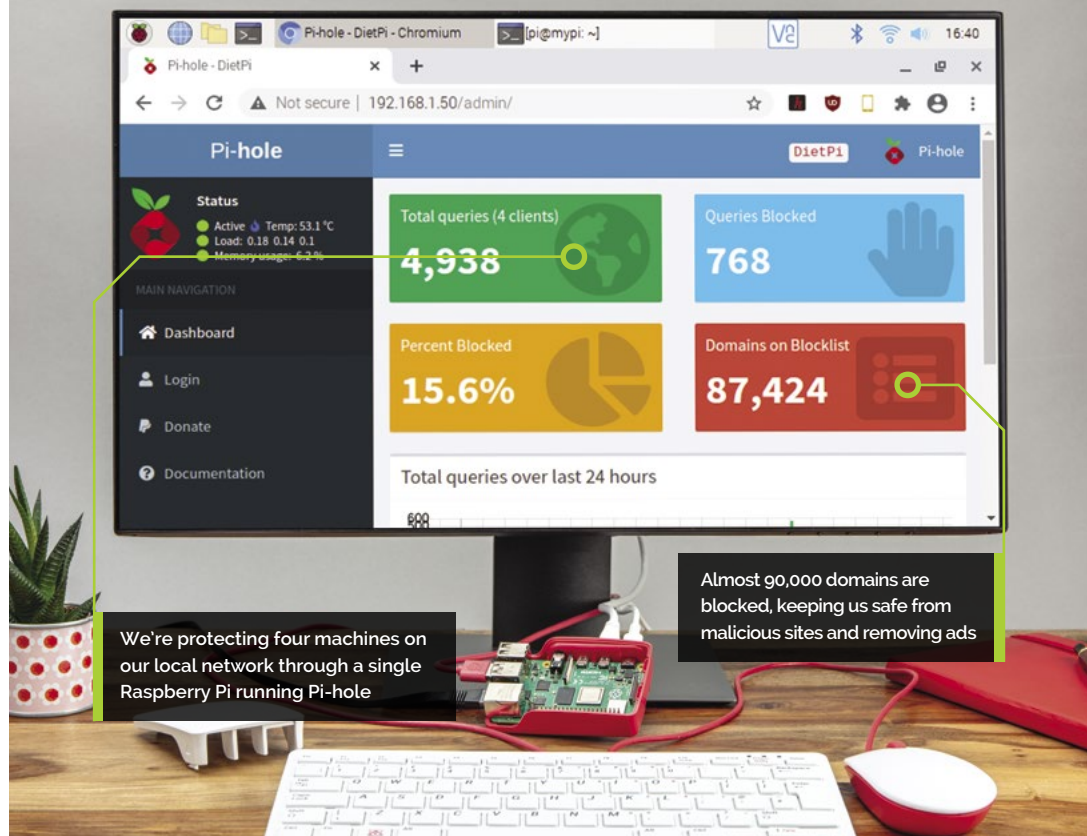 Pi-hole - DietPi - Chromium
[pi@mypi: ~]
16:40
Pi-hole - DietPi
Not secure | 192.168.1.50/admin/
Pi-hole
DietPi
Pi-hole
Status
Active Temp: 53.1 °C
Load: 0.18 0.14 0.1
Memory usage: 6.2 %
MAIN NAVIGATION
Dashboard
Login
Donate
Documentation
Total queries (4 clients)
4,938
Queries Blocked
768
Percent Blocked
15.6%
Domains on Blocklist
87,424
Total queries over last 24 hours
600
We're protecting four machines on
our local network through a single
Raspberry Pi running Pi-hole
Almost 90,000 domains are
blocked, keeping us safe from
malicious sites and removing ads